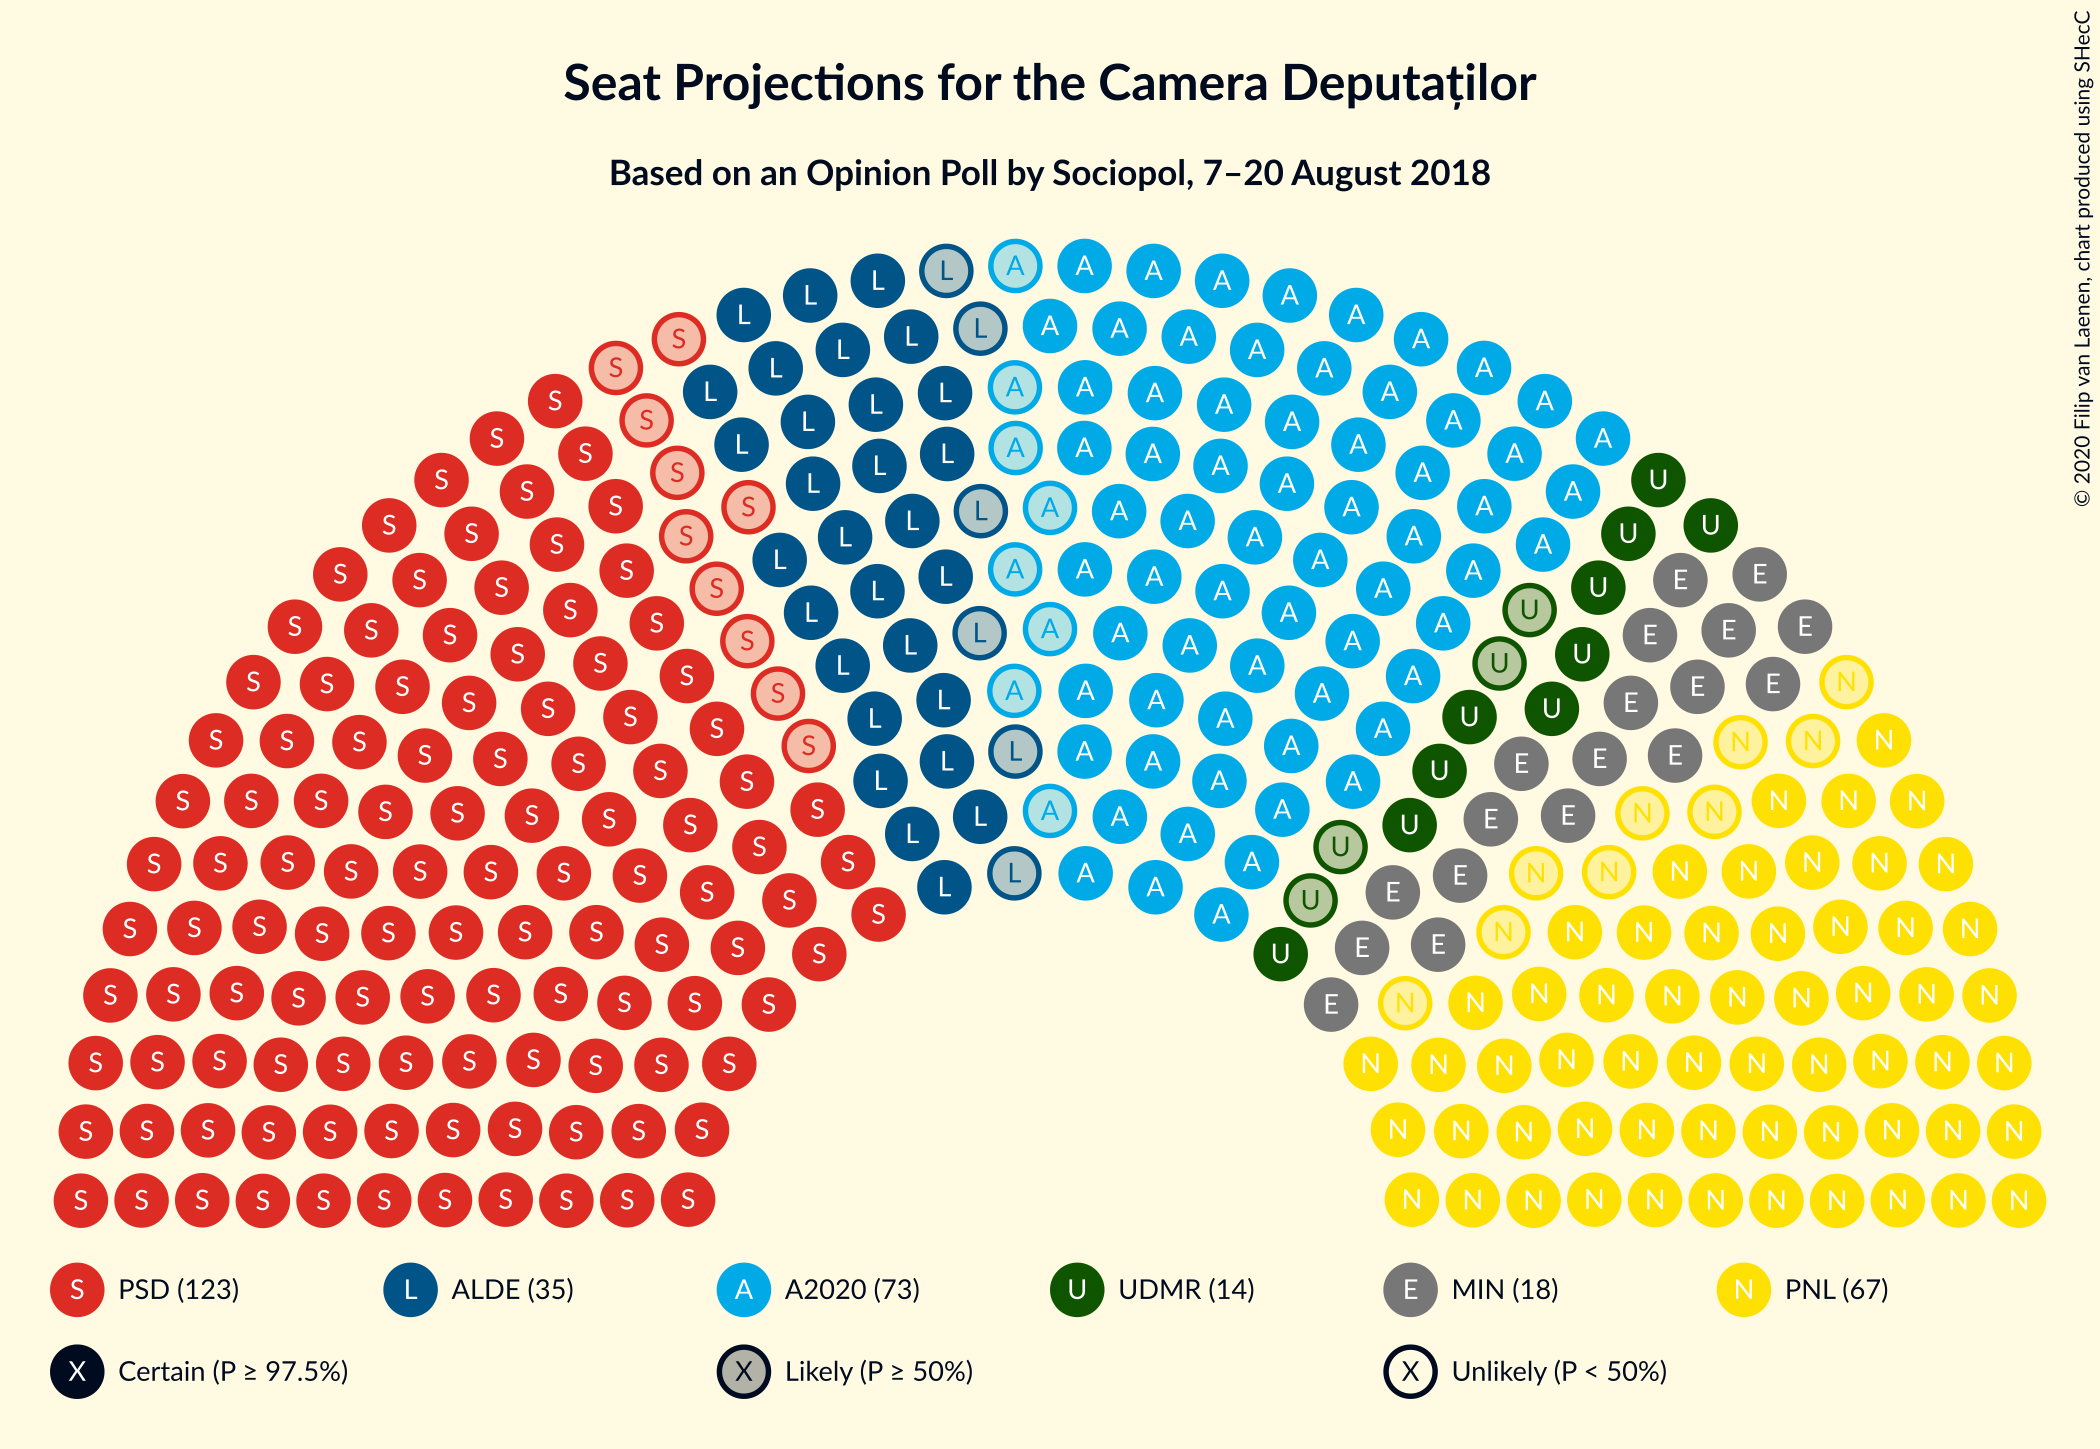 Seat Projections for the Camera Deputaților
Based on an Opinion Poll by Sociopol, 7–20 August 2018
© 2020 Filip van Laenen, chart produced using SHecC
S PSD (123) L ALDE (35) A A2020 (73) U UDMR (14) E MIN (18) N PNL (67)
X Certain (P ≥ 97.5%) X Likely (P ≥ 50%) X Unlikely (P < 50%)